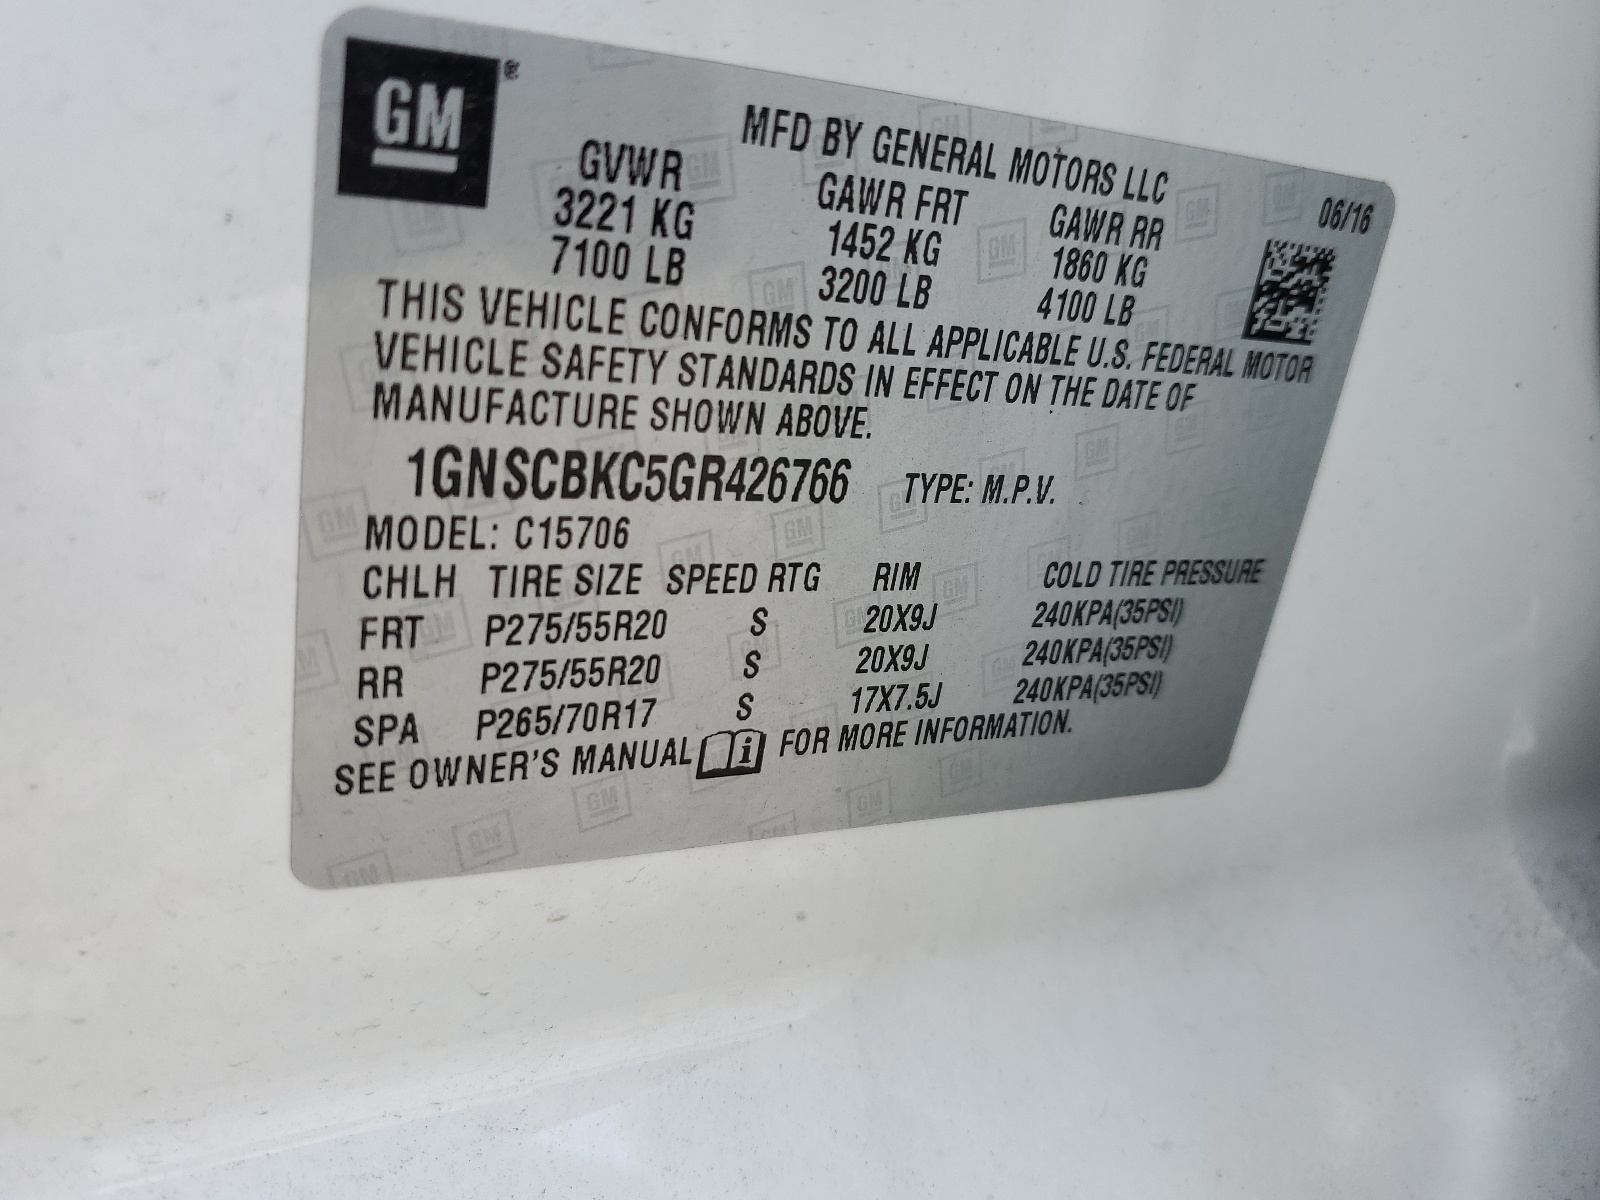 GM®
MFD BY GENERAL MOTORS LLC
GVWR GAWR FRT GAWR RR 06/16
3221 KG 1452 KG 1860 KG
7100 LB 3200 LB 4100 LB
THIS VEHICLE CONFORMS TO ALL APPLICABLE U.S. FEDERAL MOTOR
VEHICLE SAFETY STANDARDS IN EFFECT ON THE DATE OF
MANUFACTURE SHOWN ABOVE.
1GNSCBKC5GR426766 TYPE: M.P.V.
MODEL: C15706
CHLH TIRE SIZE SPEED RTG RIM COLD TIRE PRESSURE
FRT P275/55R20 S 20X9J 240KPA(35PSI)
RR P275/55R20 S 20X9J 240KPA(35PSI)
SPA P265/70R17 S 17X7.5J 240KPA(35PSI)
SEE OWNER'S MANUAL i FOR MORE INFORMATION.